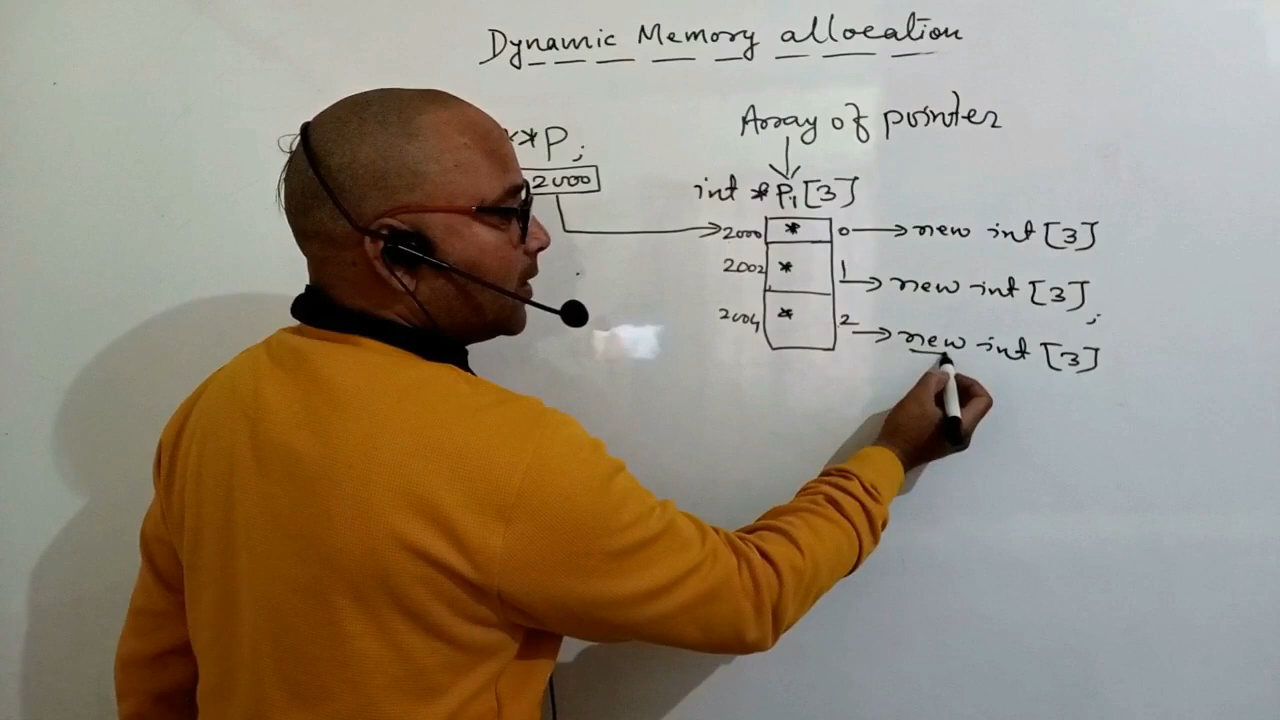 Dynamic Memory allocation
Array of pointer
**P;
2000
int *P1[3]
2000 * 0 → new int [3]
2002 * 1 → new int [3];
2004 * 2 → new int [3]